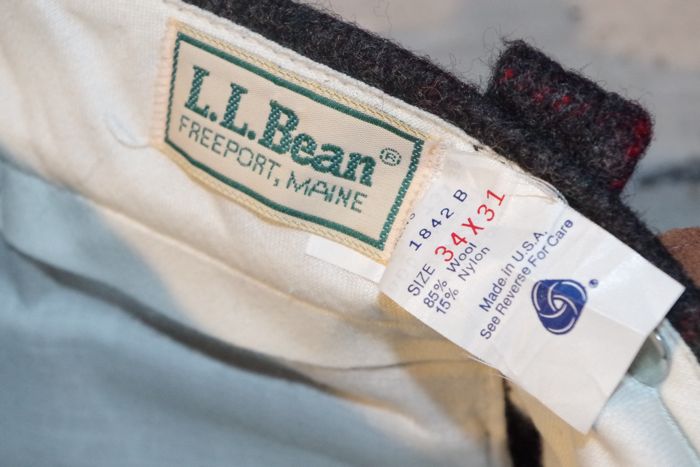 L.L.Bean®
FREEPORT, MAINE
1842 B
SIZE 34X31
85% Wool
15% Nylon
Made in U.S.A.
See Reverse For Care
®